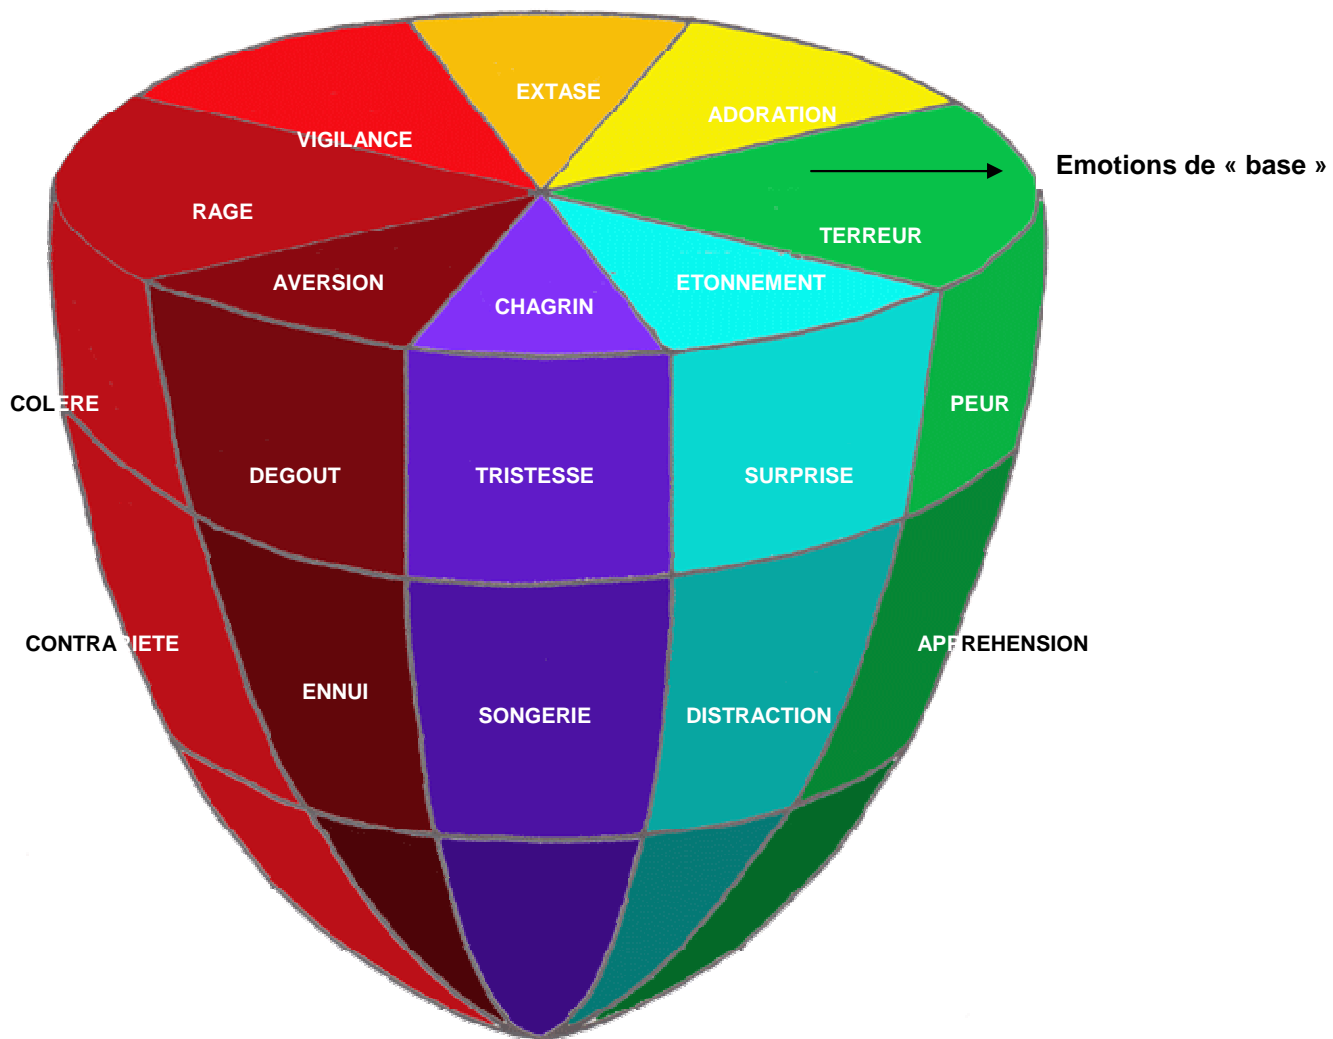 EXTASE
ADORATION
VIGILANCE
Emotions de « base »
RAGE
TERREUR
AVERSION
ETONNEMENT
CHAGRIN
COLERE
PEUR
DEGOUT
TRISTESSE
SURPRISE
CONTRARIETE
APPREHENSION
ENNUI
SONGERIE
DISTRACTION